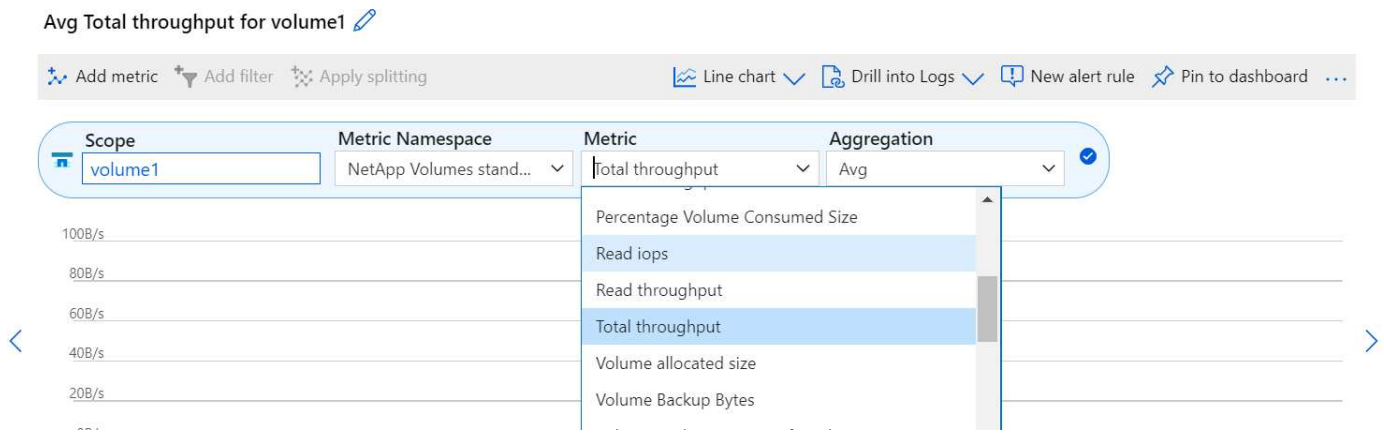 Avg Total throughput for volume1
Add metric Add filter Apply splitting Line chart Drill into Logs New alert rule Pin to dashboard ...
Scope Metric Namespace Metric Aggregation
volume1 NetApp Volumes stand... Total throughput Avg
Percentage Volume Consumed Size
100B/s
Read iops
80B/s
Read throughput
60B/s
Total throughput
40B/s
Volume allocated size
20B/s
Volume Backup Bytes